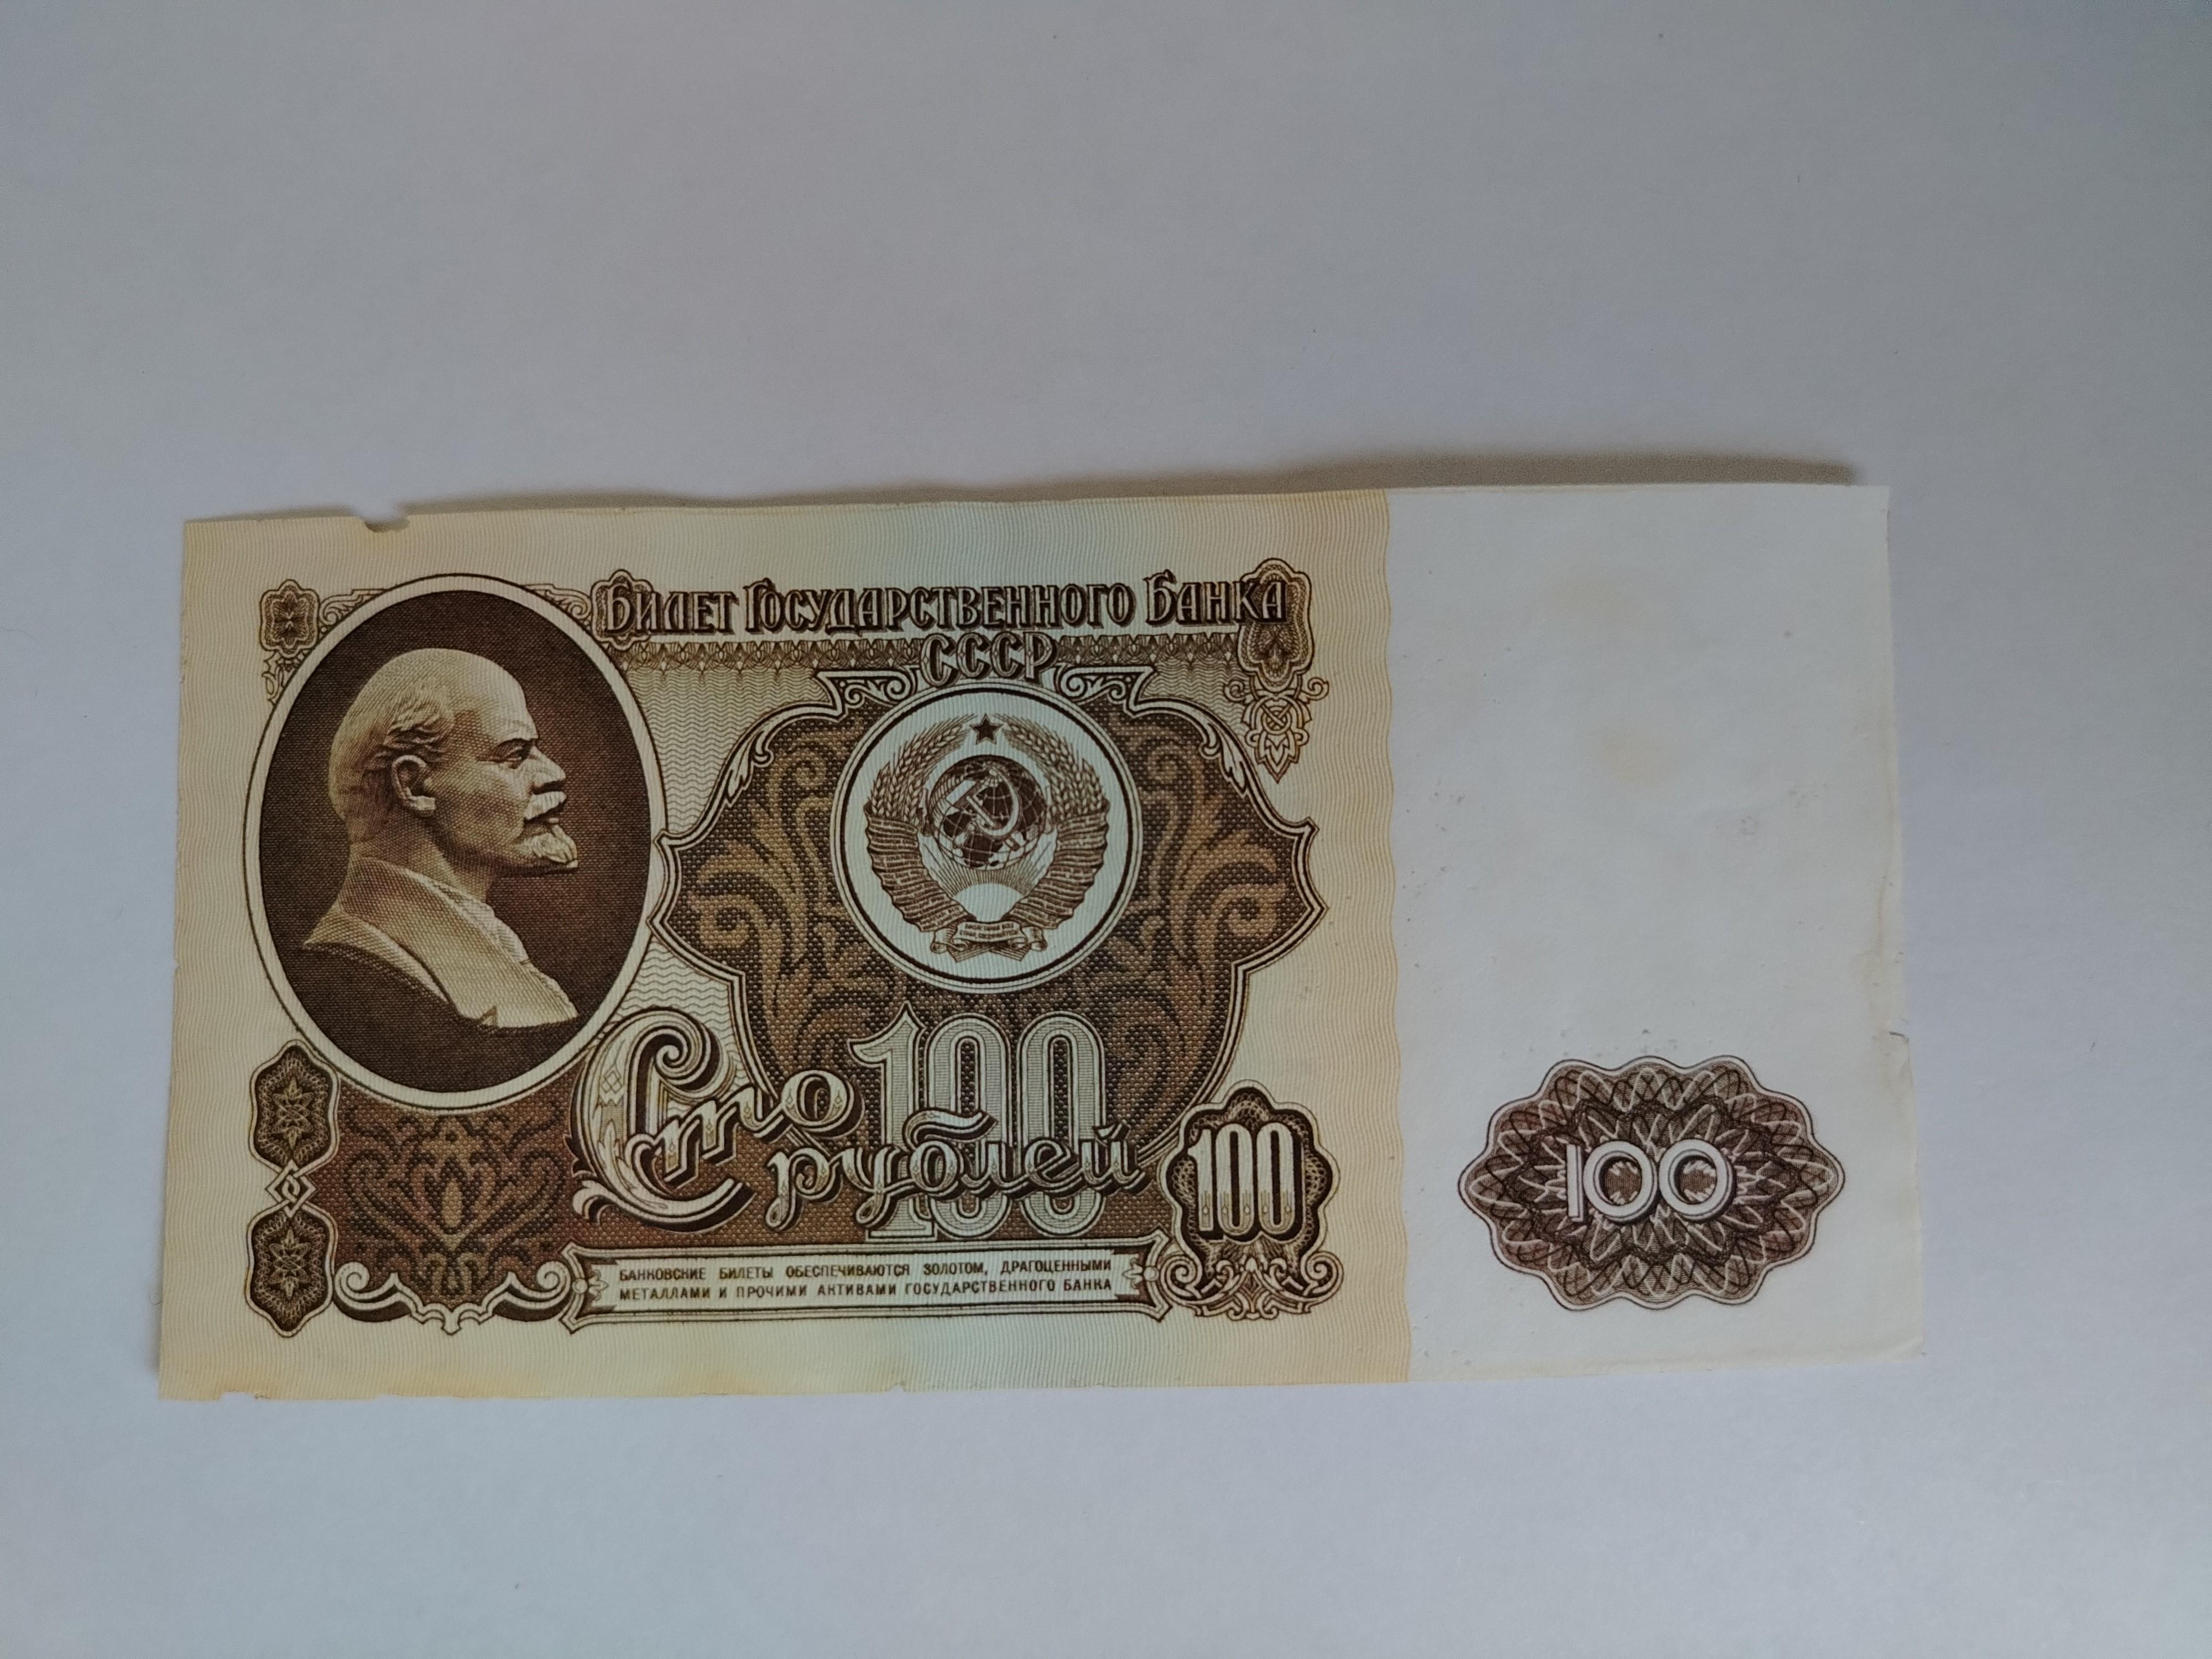 Билет Государственного Банка
СССР
100
Сто
рублей
100
100
БАНКОВСКИЕ БИЛЕТЫ ОБЕСПЕЧИВАЮТСЯ ЗОЛОТОМ, ДРАГОЦЕННЫМИ
МЕТАЛЛАМИ И ПРОЧИМИ АКТИВАМИ ГОСУДАРСТВЕННОГО БАНКА